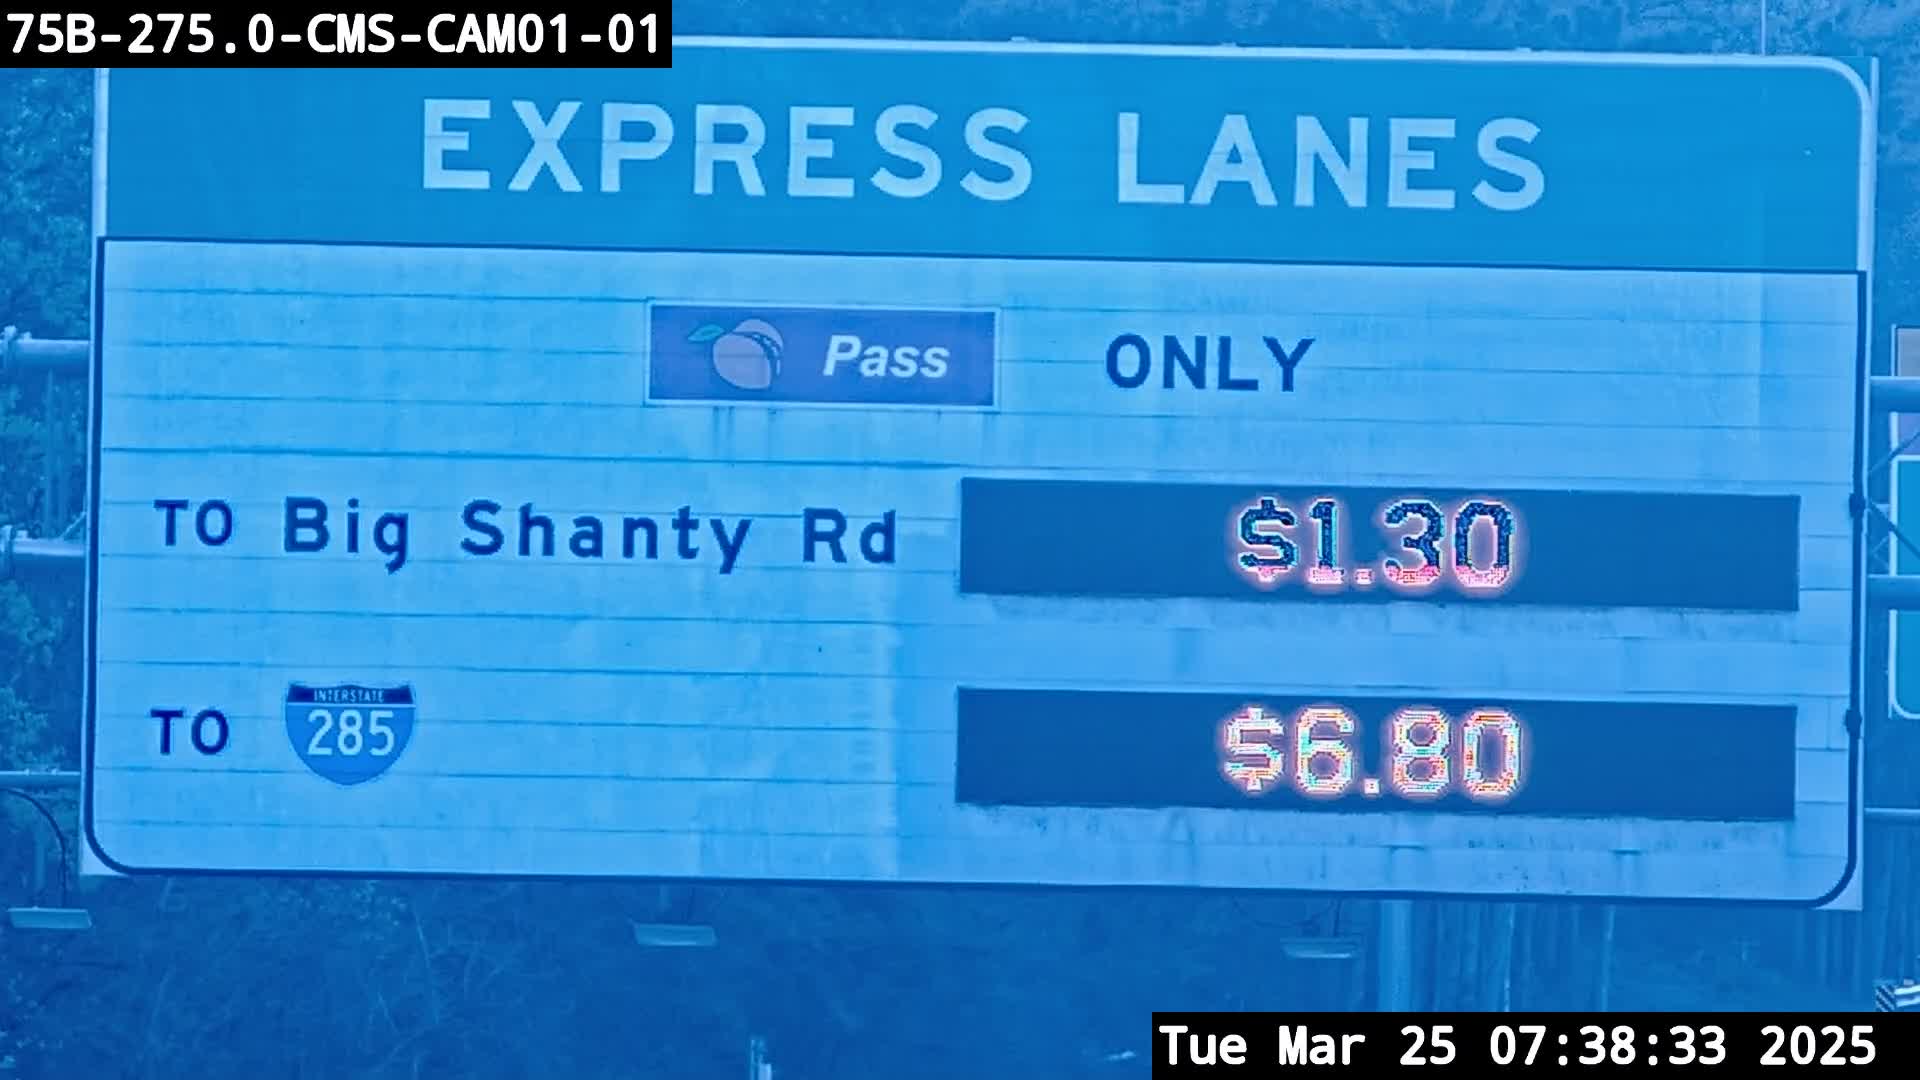 75B-275.0-CMS-CAM01-01
EXPRESS LANES
Pass ONLY
TO Big Shanty Rd $1.30
TO INTERSTATE 285 $6.80
Tue Mar 25 07:38:33 2025